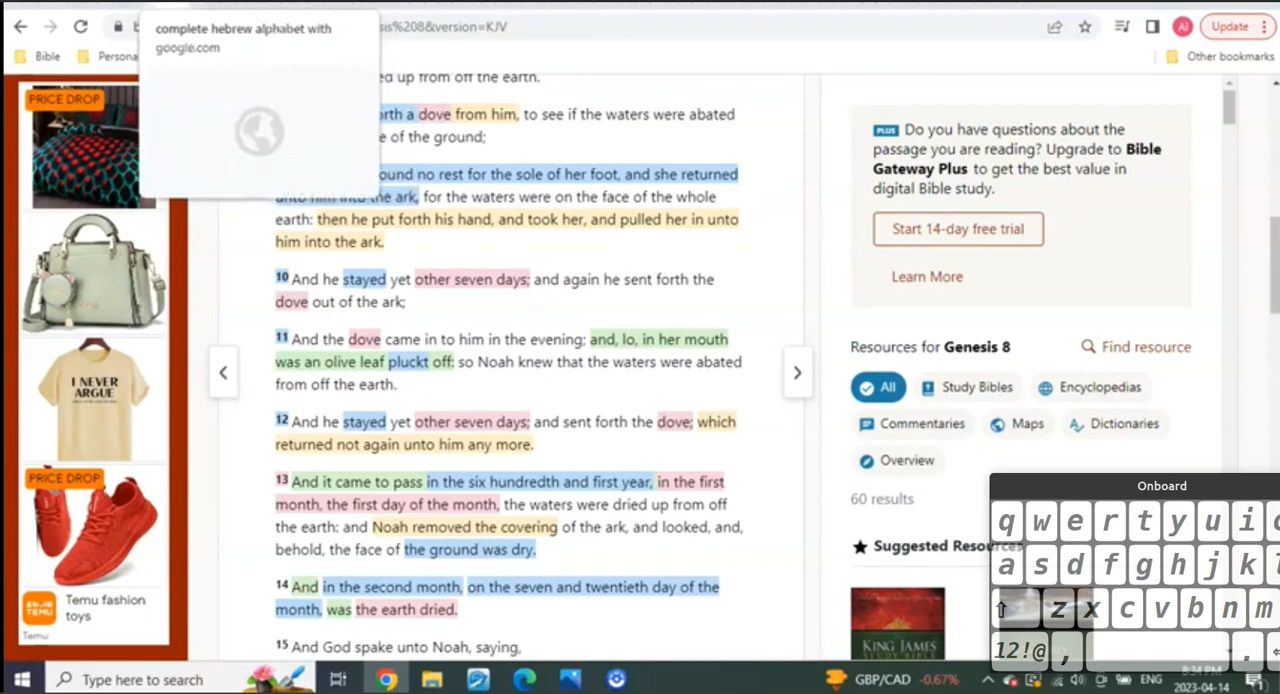 complete hebrew alphabet with
google.com
is%208&version=KJV
AI
Update
Bible
Persona
Other bookmarks
PRICE DROP
I NEVER
ARGUE
PRICE DROP
TEMU
Temu fashion
toys
Temu
ed up from off the earth.
orth a dove from him, to see if the waters were abated
e of the ground;
ound no rest for the sole of her foot, and she returned
unto him into the ark, for the waters were on the face of the whole
earth: then he put forth his hand, and took her, and pulled her in unto
him into the ark.
10 And he stayed yet other seven days; and again he sent forth the
dove out of the ark;
11 And the dove came in to him in the evening; and, lo, in her mouth
was an olive leaf pluckt off: so Noah knew that the waters were abated
from off the earth.
12 And he stayed yet other seven days; and sent forth the dove; which
returned not again unto him any more.
13 And it came to pass in the six hundredth and first year, in the first
month, the first day of the month, the waters were dried up from off
the earth: and Noah removed the covering of the ark, and looked, and,
behold, the face of the ground was dry.
14 And in the second month, on the seven and twentieth day of the
month, was the earth dried.
15 And God spake unto Noah, saying,
PLUS Do you have questions about the
passage you are reading? Upgrade to Bible
Gateway Plus to get the best value in
digital Bible study.
Start 14-day free trial
Learn More
Resources for Genesis 8
Find resource
All
Study Bibles
Encyclopedias
Commentaries
Maps
Dictionaries
Overview
60 results
Suggested Resources
KING JAMES
STUDY BIBLE
Onboard
q w e r t y u i
a s d f g h j k l
z x c v b n m
12!@ , .
Type here to search
GBP/CAD -0.67%
ENG
8:34 PM
2023-04-14